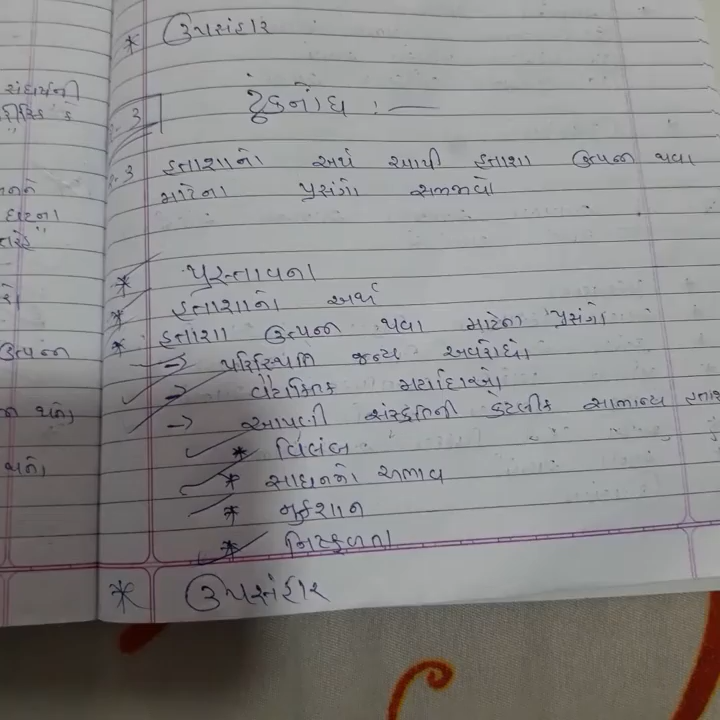 * ઉપસંહાર
પ્ર. 3 ટૂંકનોંધ : —
પ્ર. 3 હતાશાનો અર્થ આપી હતાશા ઉત્પન્ન થવા
માટેના પ્રસંગો સમજાવો
* પ્રસ્તાવના
* હતાશાનો અર્થ
* હતાશા ઉત્પન્ન થવા માટેના પ્રસંગો
→ પરિસ્થિતિ જન્ય અવરોધો
→ વૈયક્તિક મર્યાદાઓ
→ આપણી સંસ્કૃતિની કેટલીક સામાન્ય
* વિલંબ
* સાધનનો અભાવ
* નુકશાન
* નિષ્ફળતા
* ઉપસંહાર